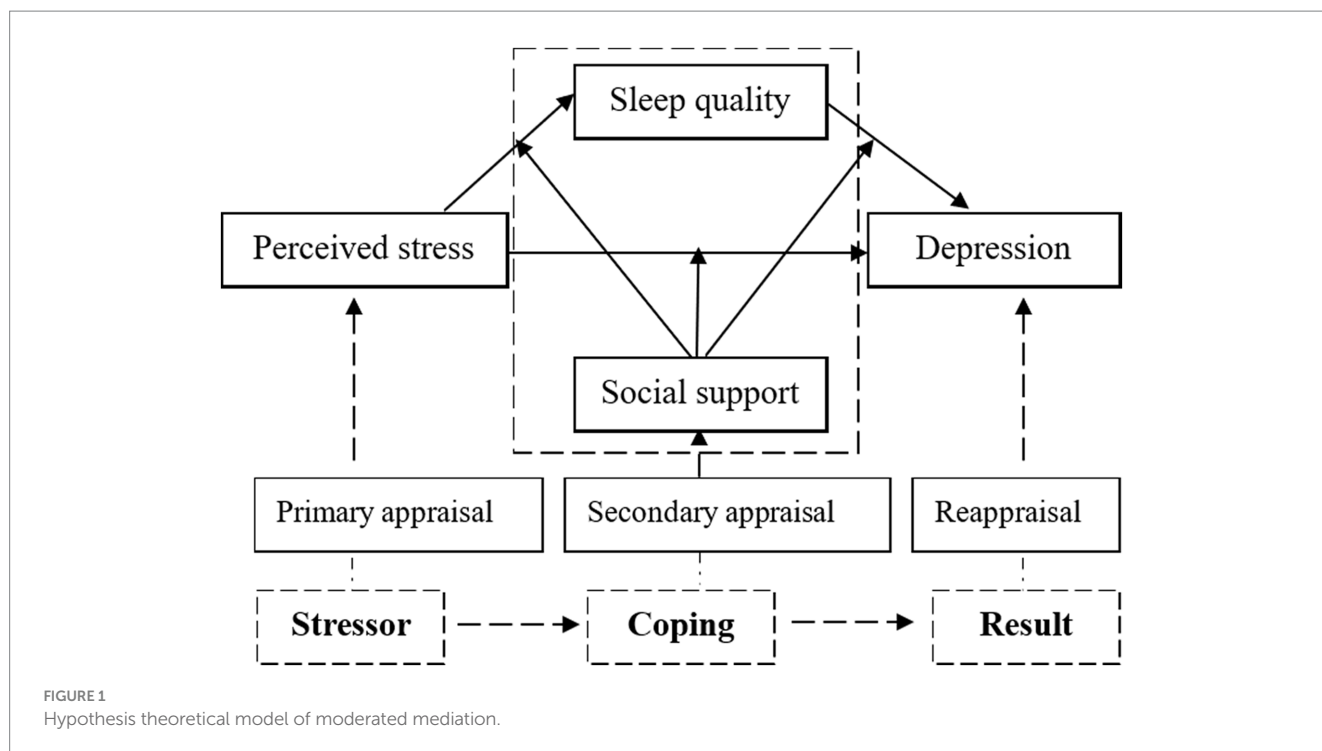 Sleep quality
Perceived stress
Depression
Social support
Primary appraisal
Secondary appraisal
Reappraisal
Stressor
Coping
Result
FIGURE 1
Hypothesis theoretical model of moderated mediation.